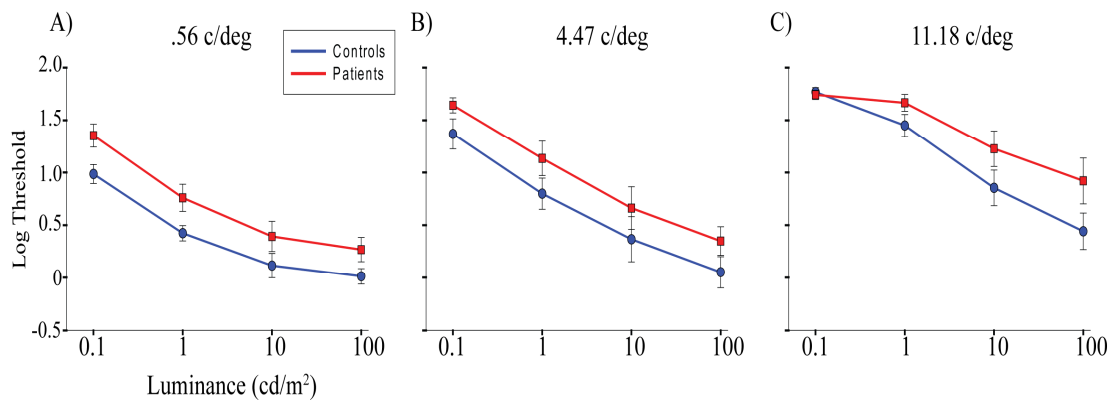 A)
.56 c/deg
B)
4.47 c/deg
C)
11.18 c/deg
Controls
Patients
Log Threshold
2.0
1.5
1.0
0.5
0
-0.5
0.1 1 10 100
0.1 1 10 100
0.1 1 10 100
Luminance (cd/m²)